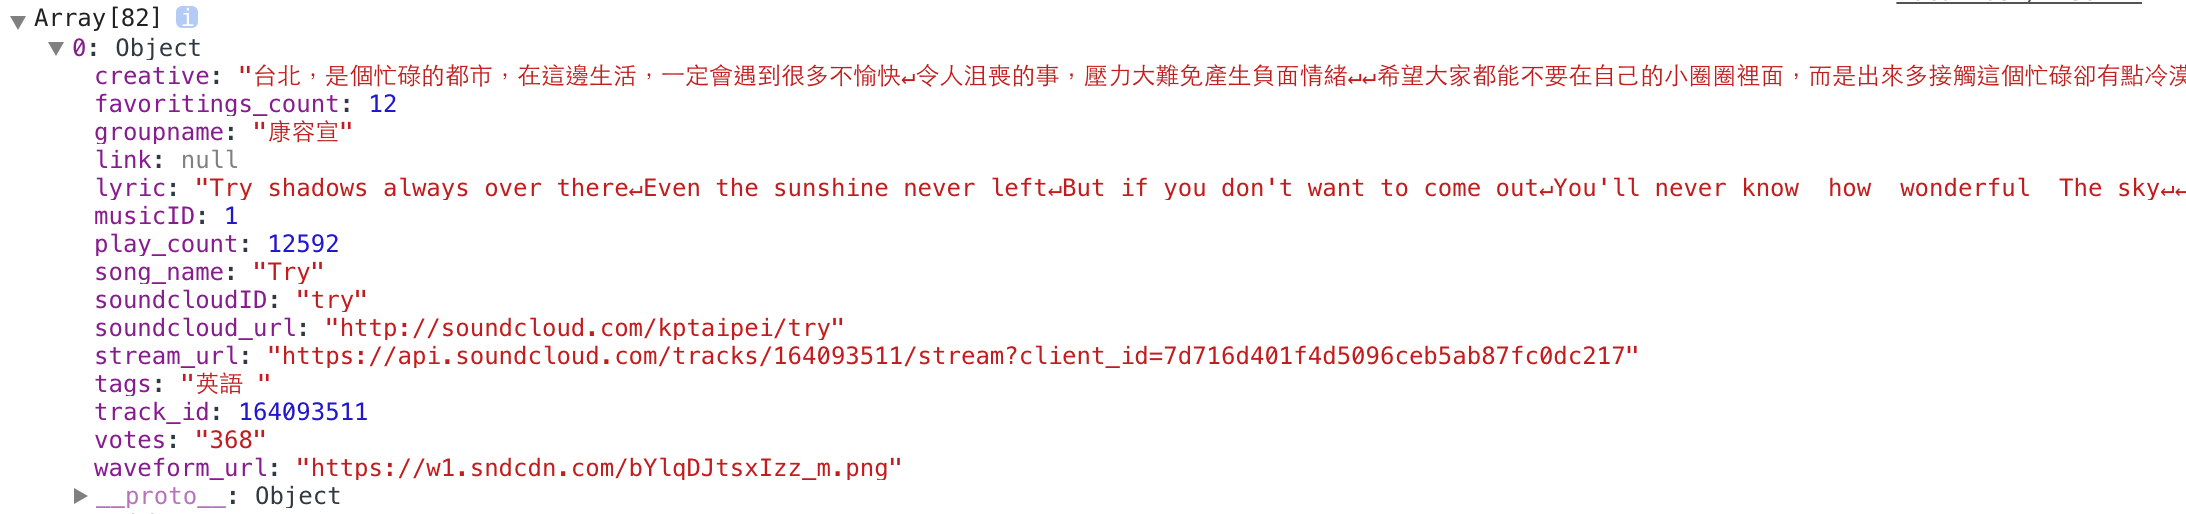 Array[82] i
0: Object
creative: "台北，是個忙碌的都市，在這邊生活，一定會遇到很多不愉快↵令人沮喪的事，壓力大難免產生負面情緒↵↵希望大家都能不要在自己的小圈圈裡面，而是出來多接觸這個忙碌卻有點冷漠
favoritings_count: 12
groupname: "康容宣"
link: null
lyric: "Try shadows always over there↵Even the sunshine never left↵But if you don't want to come out↵You'll never know  how  wonderful  The sky↵↵
musicID: 1
play_count: 12592
song_name: "Try"
soundcloudID: "try"
soundcloud_url: "http://soundcloud.com/kptaipei/try"
stream_url: "https://api.soundcloud.com/tracks/164093511/stream?client_id=7d716d401f4d5096ceb5ab87fc0dc217"
tags: "英語 "
track_id: 164093511
votes: "368"
waveform_url: "https://w1.sndcdn.com/bYlqDJtsxIzz_m.png"
__proto__: Object